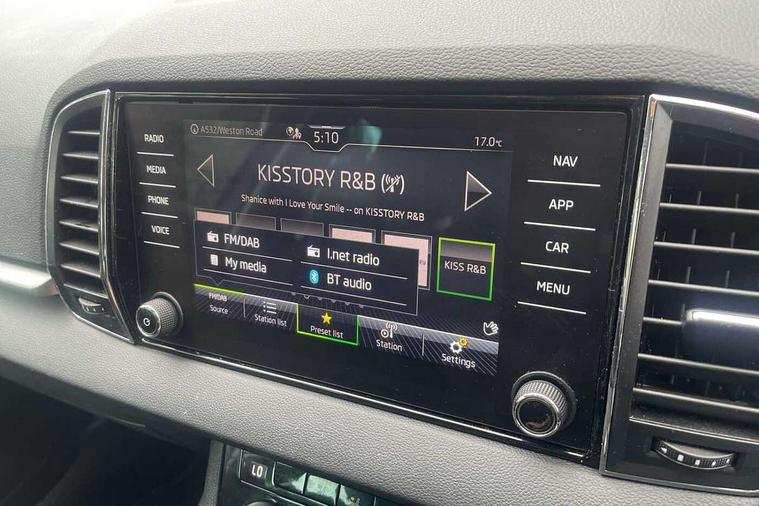 RADIO
MEDIA
PHONE
VOICE
A532/Weston Road
5:10
17.0°C
KISSTORY R&B
Shanice with I Love Your Smile -- on KISSTORY R&B
KISS R&B
FM/DAB
I.net radio
My media
BT audio
FM/DAB
Source
Station list
Preset list
Station
Settings
NAV
APP
CAR
MENU
LO